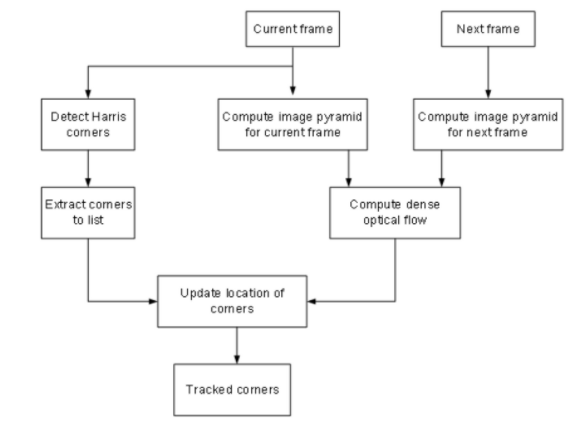 Current frame
Next frame
Detect Harris
corners
Compute image pyramid
for current frame
Compute image pyramid
for next frame
Extract corners
to list
Compute dense
optical flow
Update location of
corners
Tracked corners